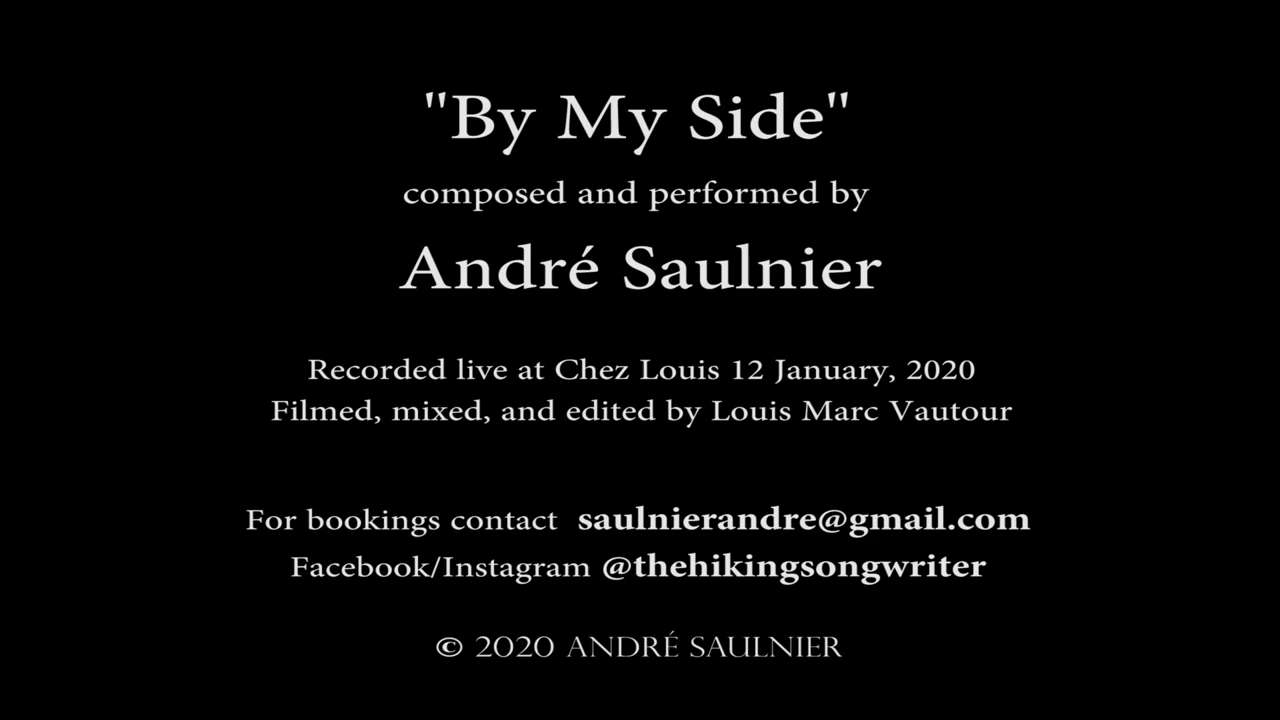 "By My Side"
composed and performed by
André Saulnier
Recorded live at Chez Louis 12 January, 2020
Filmed, mixed, and edited by Louis Marc Vautour
For bookings contact saulnierandre@gmail.com
Facebook/Instagram @thehikingsongwriter
© 2020 ANDRÉ SAULNIER